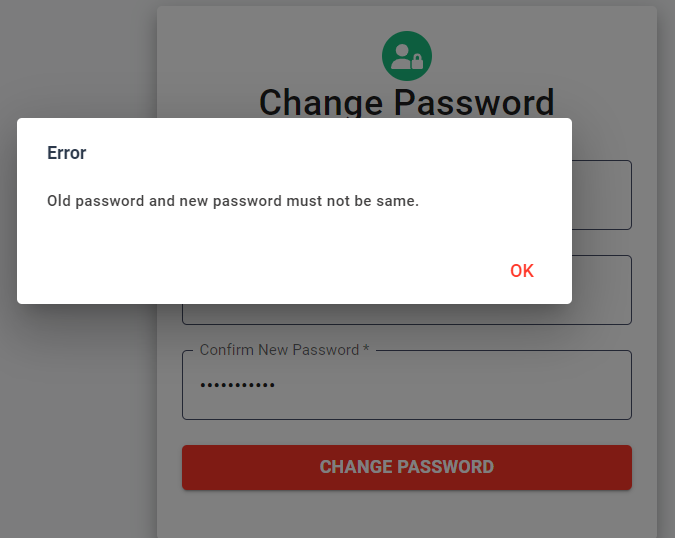 Change Password
Error
Old password and new password must not be same.
OK
Confirm New Password *
•••••••••••
CHANGE PASSWORD